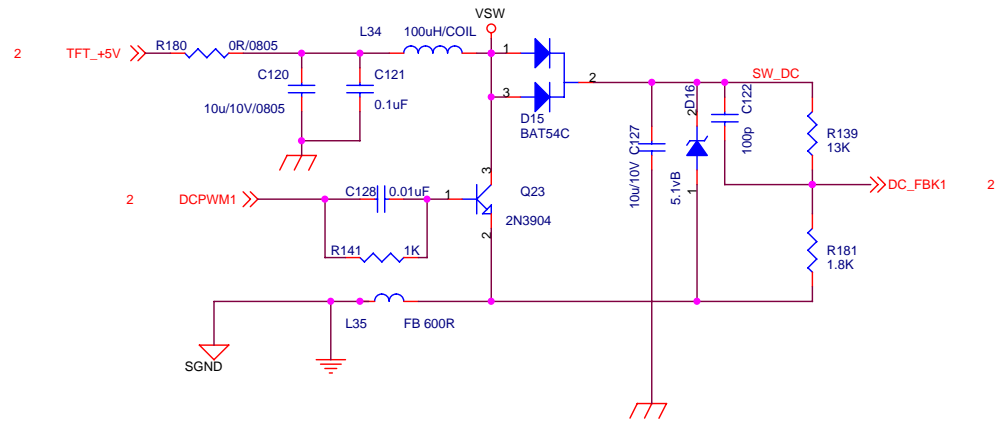 VSW
L34
100uH/COIL
2
TFT_+5V
R180
0R/0805
1
C120
C121
10u/10V/0805
0.1uF
3
2
D15
BAT54C
SW_DC
D16
2
C122
100p
C127
10u/10V
5.1vB
1
R139
13K
2
DCPWM1
C128
0.01uF
1
3
Q23
2N3904
2
DC_FBK1
2
R141
1K
R181
1.8K
L35
FB 600R
SGND